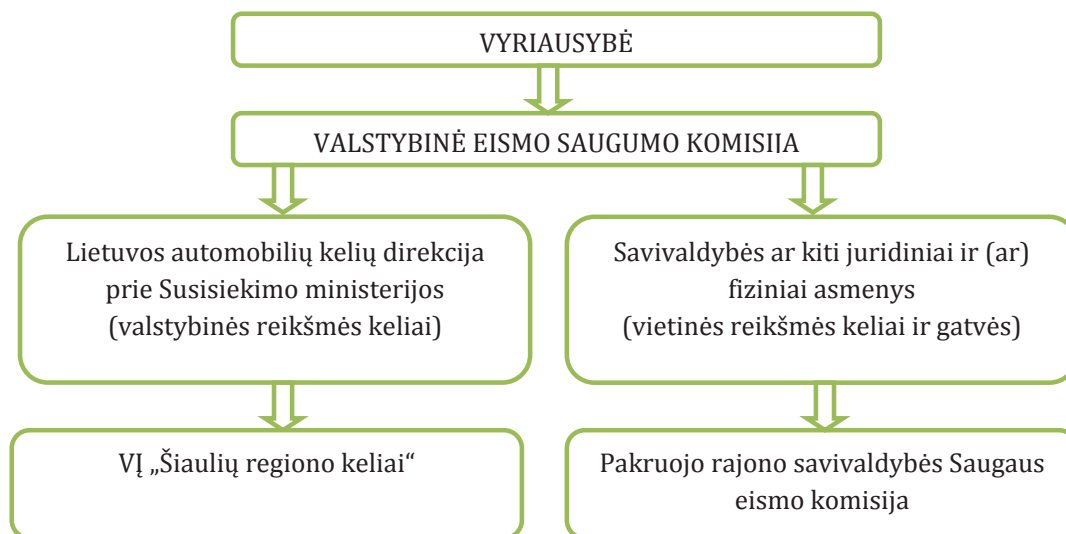 VYRIAUSYBĖ
VALSTYBINĖ EISMO SAUGUMO KOMISIJA
Lietuvos automobilių kelių direkcija
prie Susisiekimo ministerijos
(valstybinės reikšmės keliai)
Savivaldybės ar kiti juridiniai ir (ar)
fiziniai asmenys
(vietinės reikšmės keliai ir gatvės)
VĮ „Šiaulių regiono keliai“
Pakruojo rajono savivaldybės Saugaus
eismo komisija